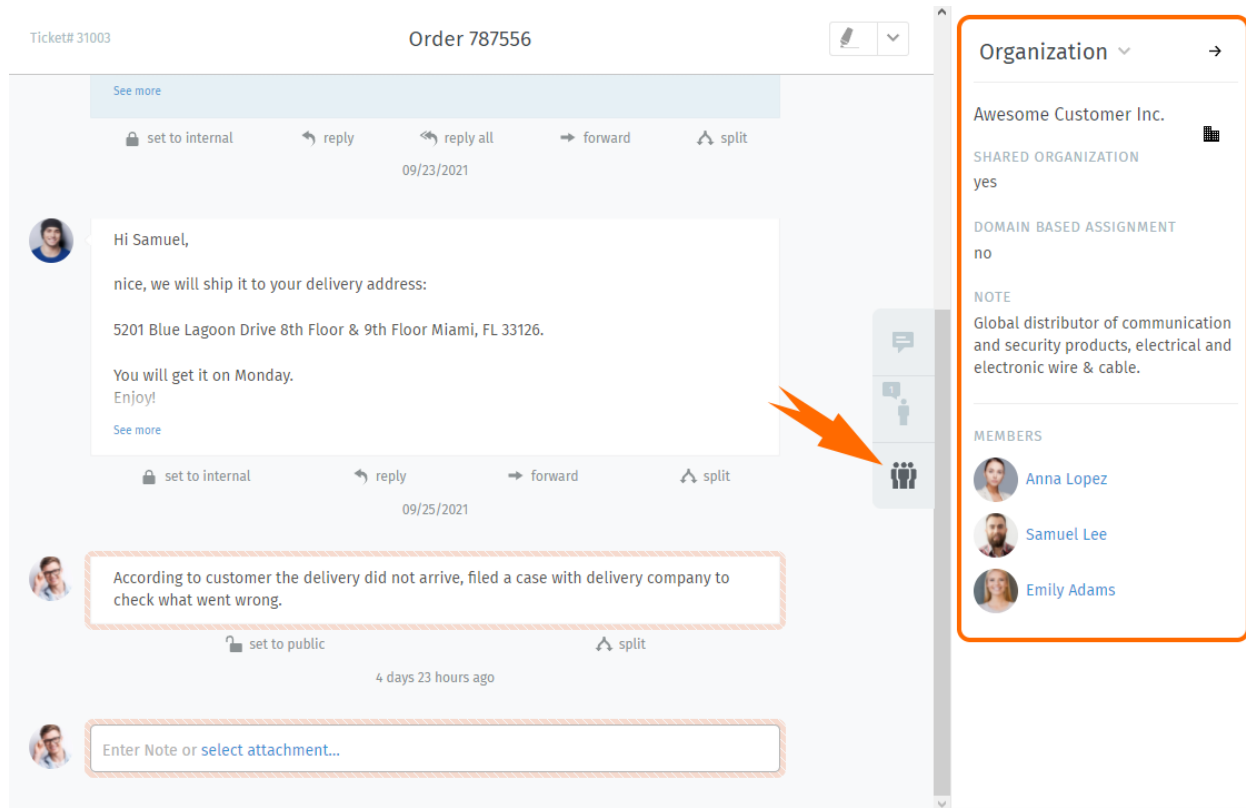 Ticket# 31003
Order 787556
See more
set to internal
reply
reply all
forward
split
09/23/2021
Hi Samuel,
nice, we will ship it to your delivery address:
5201 Blue Lagoon Drive 8th Floor & 9th Floor Miami, FL 33126.
You will get it on Monday.
Enjoy!
See more
set to internal
reply
forward
split
09/25/2021
According to customer the delivery did not arrive, filed a case with delivery company to
check what went wrong.
set to public
split
4 days 23 hours ago
Enter Note or select attachment...
1
Organization
Awesome Customer Inc.
SHARED ORGANIZATION
yes
DOMAIN BASED ASSIGNMENT
no
NOTE
Global distributor of communication
and security products, electrical and
electronic wire & cable.
MEMBERS
Anna Lopez
Samuel Lee
Emily Adams